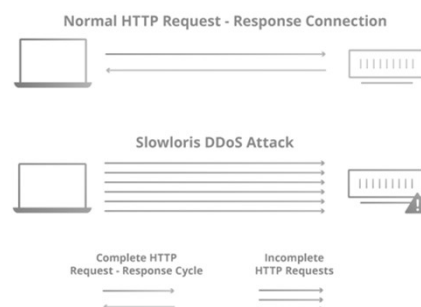 Normal HTTP Request - Response Connection
Slowloris DDoS Attack
Complete HTTP
Request - Response Cycle
Incomplete
HTTP Requests